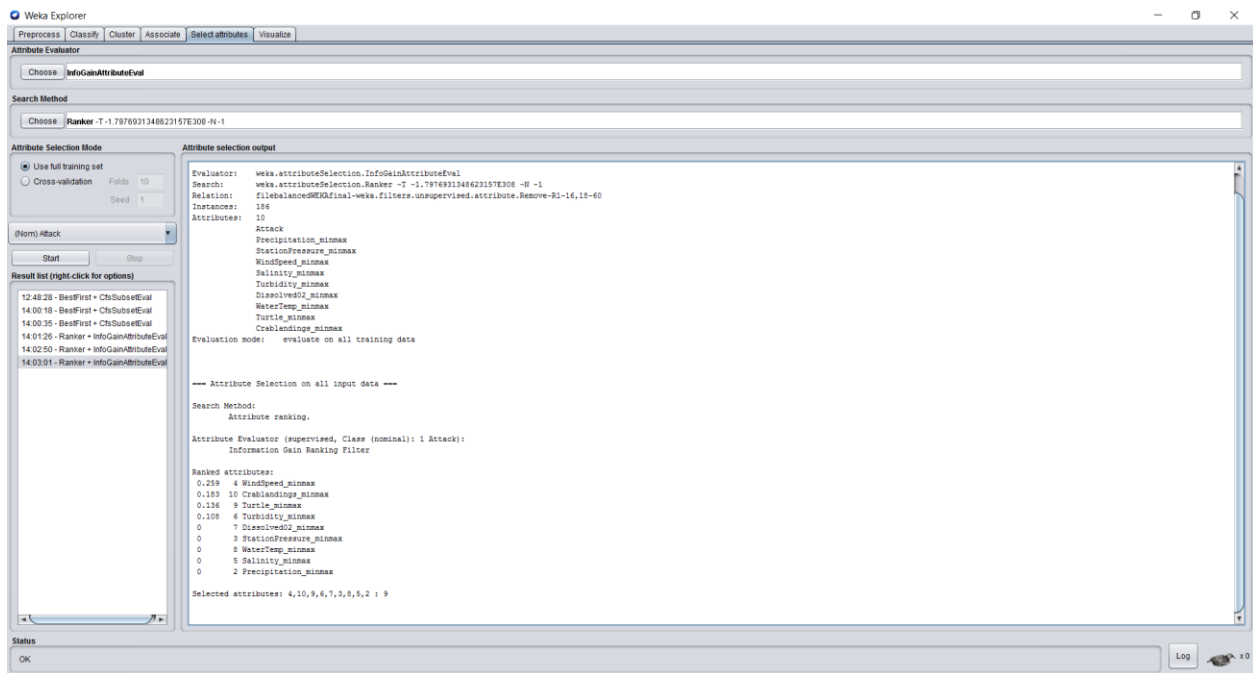 Weka Explorer
Preprocess Classify Cluster Associate Select attributes Visualize
Attribute Evaluator
Choose InfoGainAttributeEval
Search Method
Choose Ranker -T -1.7976931348623157E308 -N -1
Attribute Selection Mode
Use full training set
Cross-validation Folds 10
Seed 1
(Nom) Attack
Start Stop
Result list (right-click for options)
12:48:28 - BestFirst + CfsSubsetEval
14:00:18 - BestFirst + CfsSubsetEval
14:00:35 - BestFirst + CfsSubsetEval
14:01:26 - Ranker + InfoGainAttributeEval
14:02:50 - Ranker + InfoGainAttributeEval
14:03:01 - Ranker + InfoGainAttributeEval
Attribute selection output
Evaluator: weka.attributeSelection.InfoGainAttributeEval
Search: weka.attributeSelection.Ranker -T -1.7976931348623157E308 -N -1
Relation: filebalancedWEKAfinal-weka.filters.unsupervised.attribute.Remove-R1-16,18-60
Instances: 186
Attributes: 10
Attack
Precipitation_minmax
StationPressure_minmax
WindSpeed_minmax
Salinity_minmax
Turbidity_minmax
DissolvedO2_minmax
WaterTemp_minmax
Turtle_minmax
Crablandings_minmax
Evaluation mode: evaluate on all training data
=== Attribute Selection on all input data ===
Search Method:
Attribute ranking.
Attribute Evaluator (supervised, Class (nominal): 1 Attack):
Information Gain Ranking Filter
Ranked attributes:
0.259 4 WindSpeed_minmax
0.183 10 Crablandings_minmax
0.136 9 Turtle_minmax
0.108 6 Turbidity_minmax
0 7 DissolvedO2_minmax
0 3 StationPressure_minmax
0 8 WaterTemp_minmax
0 5 Salinity_minmax
0 2 Precipitation_minmax
Selected attributes: 4,10,9,6,7,3,8,5,2 : 9
Status
OK
Log x 0